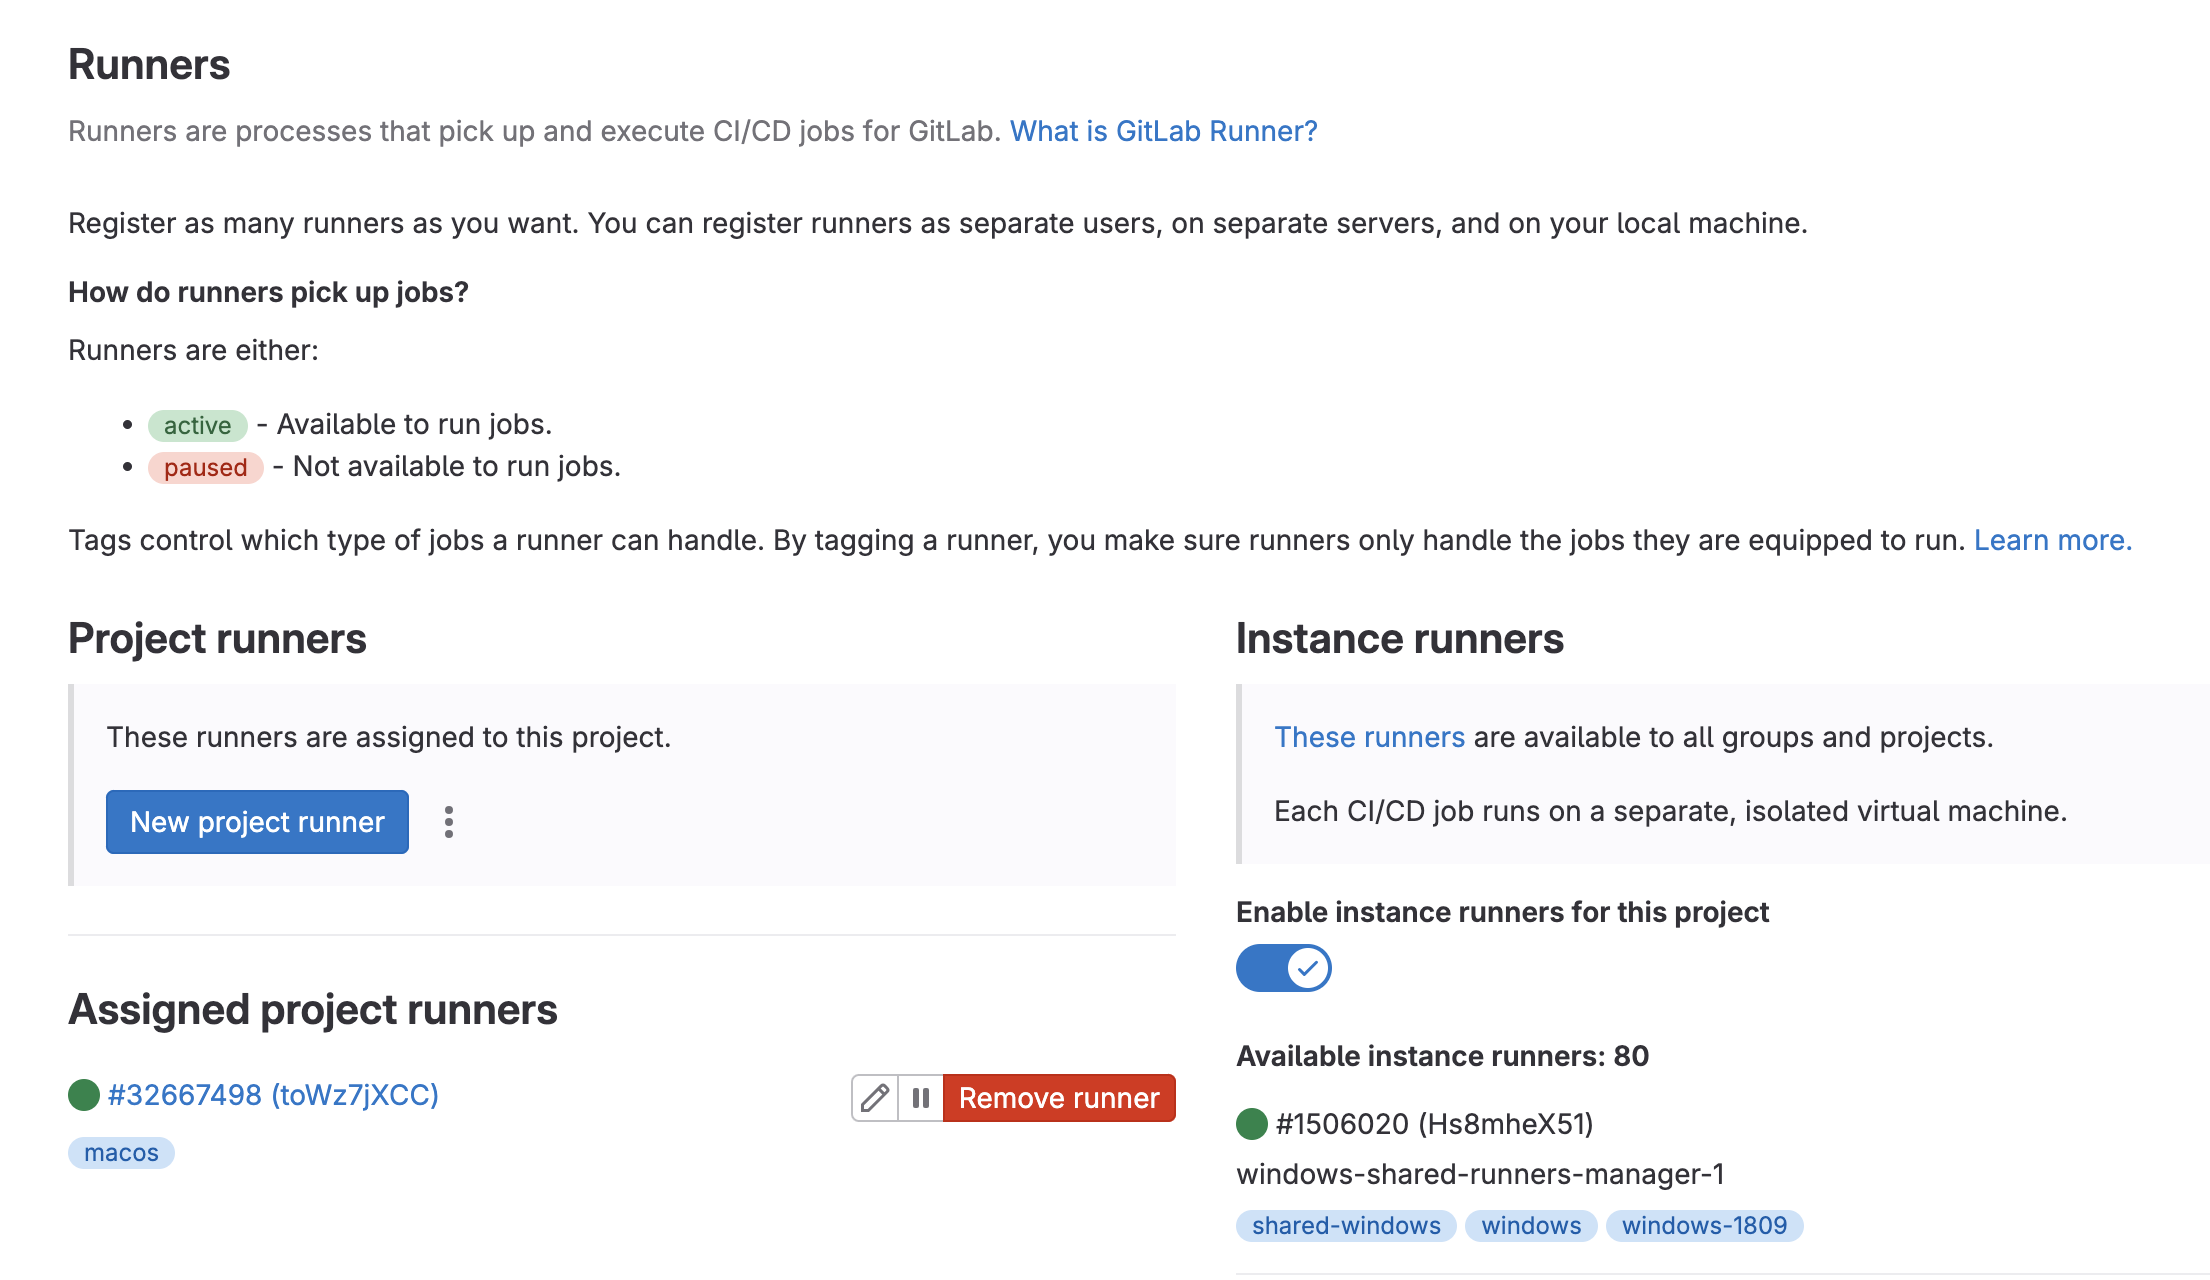 Runners
Runners are processes that pick up and execute CI/CD jobs for GitLab. What is GitLab Runner?
Register as many runners as you want. You can register runners as separate users, on separate servers, and on your local machine.
How do runners pick up jobs?
Runners are either:
• active - Available to run jobs.
• paused - Not available to run jobs.
Tags control which type of jobs a runner can handle. By tagging a runner, you make sure runners only handle the jobs they are equipped to run. Learn more.
Project runners
These runners are assigned to this project.
New project runner
Assigned project runners
#32667498 (toWz7jXCC)
Remove runner
macos
Instance runners
These runners are available to all groups and projects.
Each CI/CD job runs on a separate, isolated virtual machine.
Enable instance runners for this project
Available instance runners: 80
#1506020 (Hs8mheX51)
windows-shared-runners-manager-1
shared-windows windows windows-1809